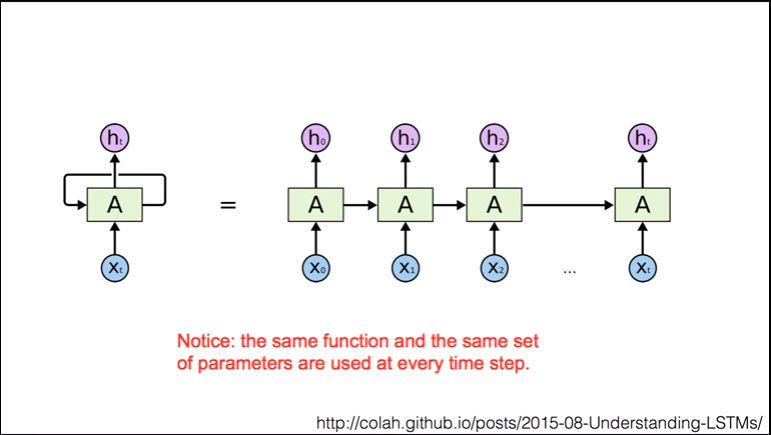 hₜ h₀ h₁ h₂ hₜ
A = A A A A
xₜ x₀ x₁ x₂ ... xₜ
Notice: the same function and the same set
of parameters are used at every time step.
http://colah.github.io/posts/2015-08-Understanding-LSTMs/